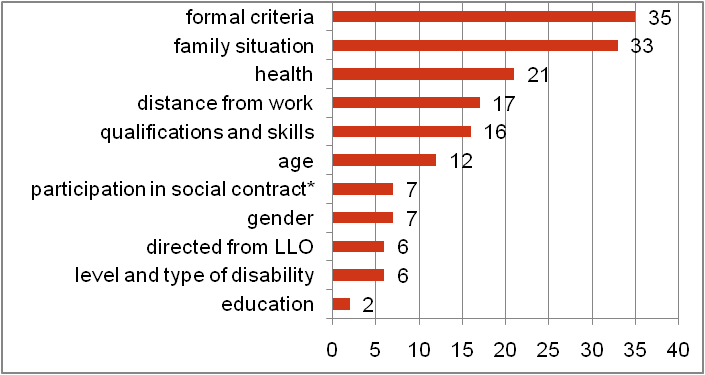 formal criteria 35
family situation 33
health 21
distance from work 17
qualifications and skills 16
age 12
participation in social contract* 7
gender 7
directed from LLO 6
level and type of disability 6
education 2
0 5 10 15 20 25 30 35 40